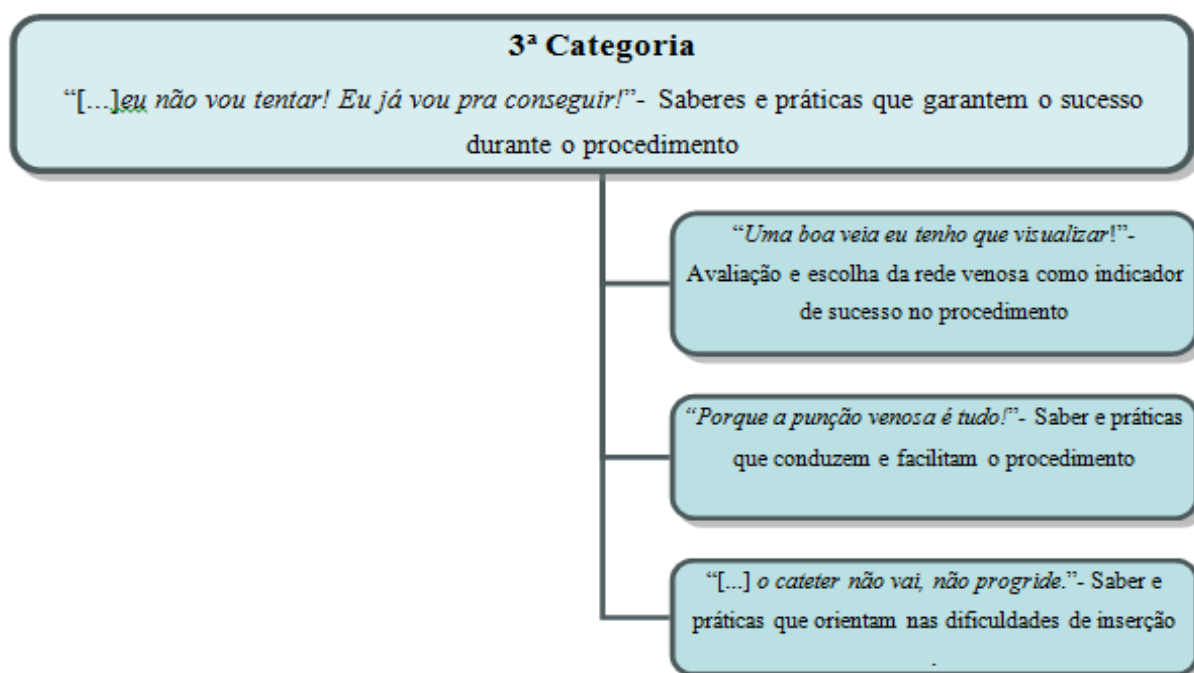 3ª Categoria
“[...]eu não vou tentar! Eu já vou pra conseguir!”- Saberes e práticas que garantem o sucesso
durante o procedimento
“Uma boa veia eu tenho que visualizar!”-
Avaliação e escolha da rede venosa como indicador
de sucesso no procedimento
“Porque a punção venosa é tudo!”- Saber e práticas
que conduzem e facilitam o procedimento
“[...] o cateter não vai, não progride.”- Saber e
práticas que orientam nas dificuldades de inserção
.